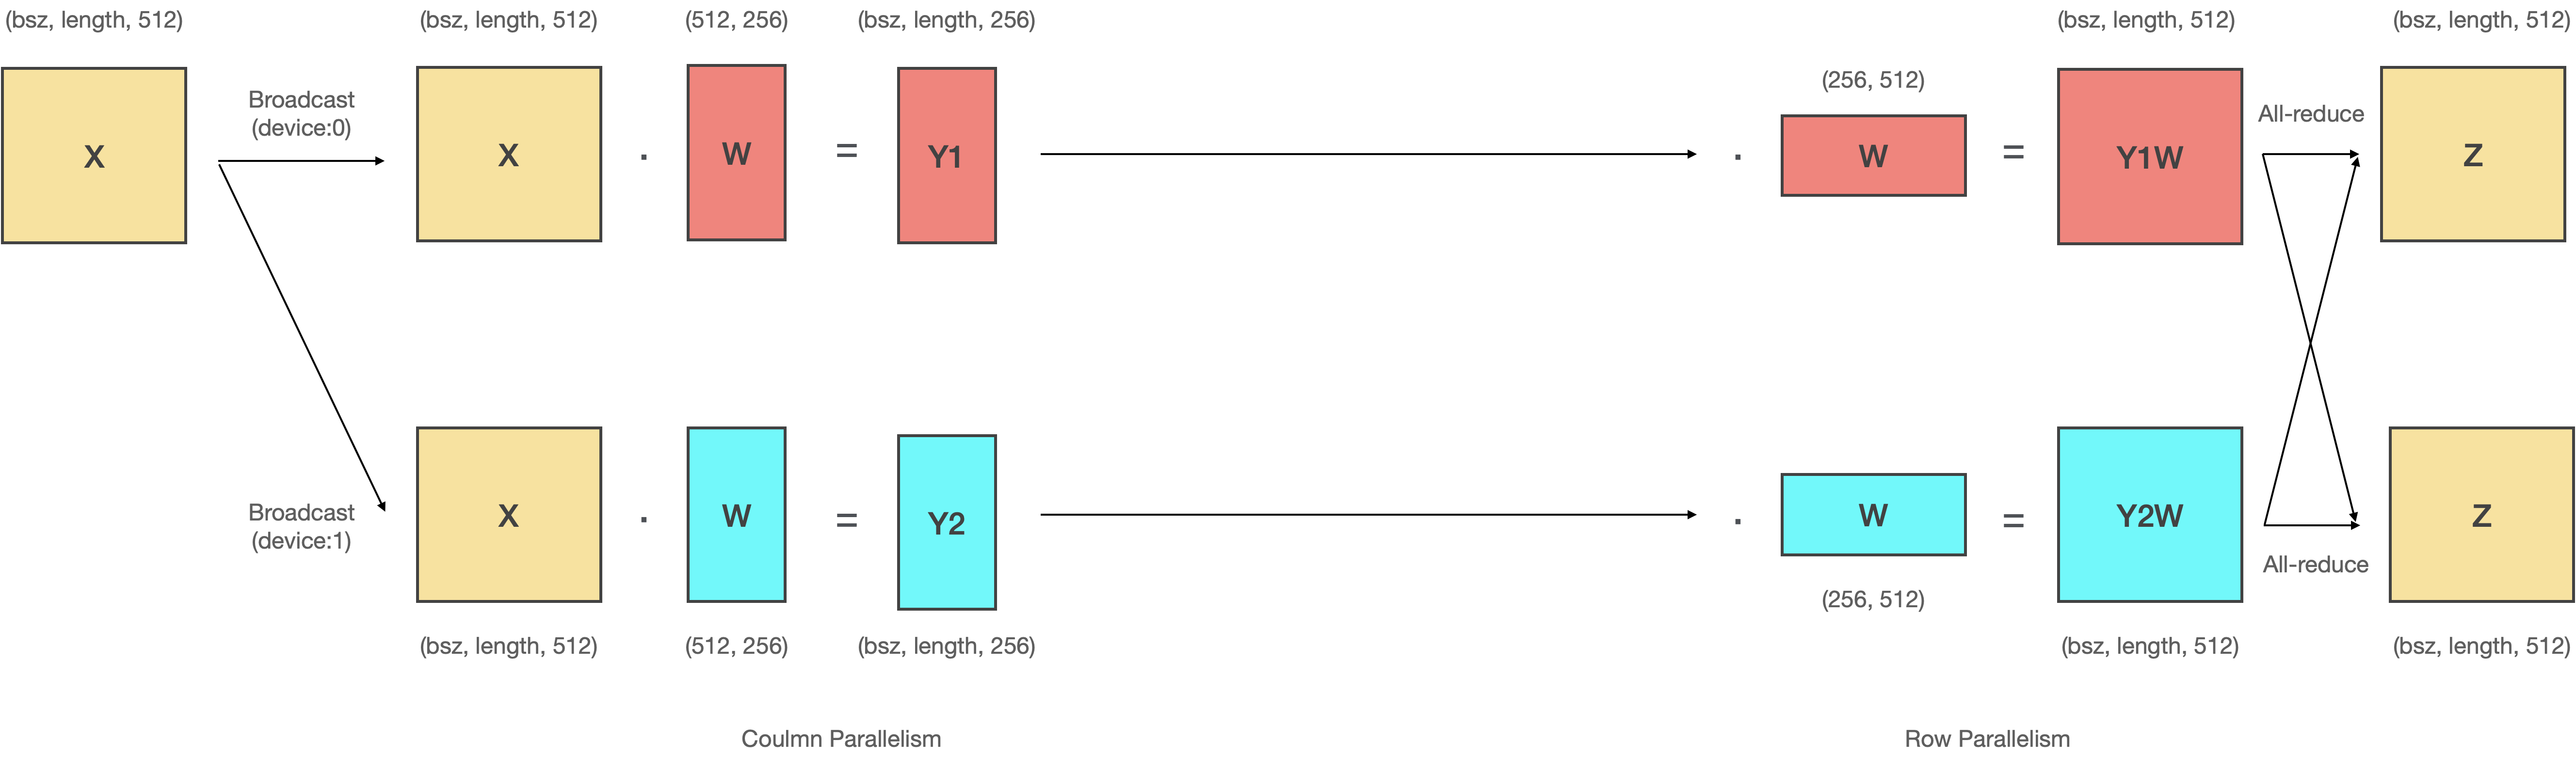 (bsz, length, 512)
(bsz, length, 512)
(512, 256)
(bsz, length, 256)
(bsz, length, 512)
(bsz, length, 512)
(256, 512)
Broadcast
(device:0)
All-reduce
X
X
.
W
=
Y1
.
W
=
Y1W
Z
Broadcast
(device:1)
X
.
W
=
Y2
.
W
=
Y2W
Z
All-reduce
(256, 512)
(bsz, length, 512)
(512, 256)
(bsz, length, 256)
(bsz, length, 512)
(bsz, length, 512)
Coulmn Parallelism
Row Parallelism